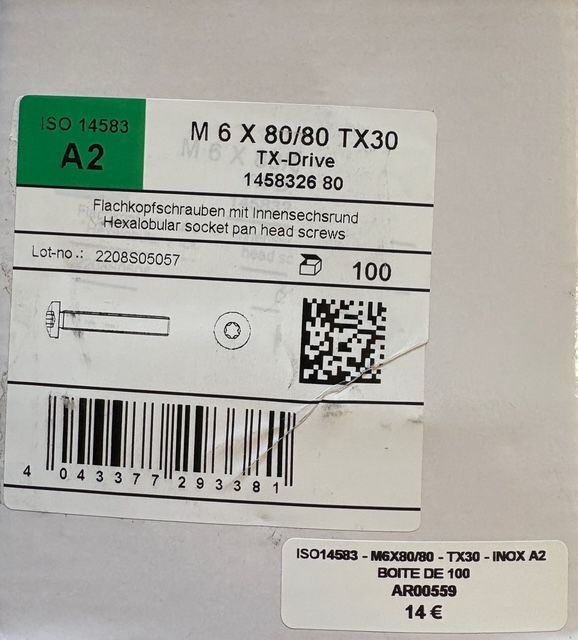 ISO 14583
A2
M 6 X 80/80 TX30
TX-Drive
1458326 80
Flachkopfschrauben mit Innensechsrund
Hexalobular socket pan head screws
Lot-no.: 2208S05057
100
4 043377 293381
ISO14583 - M6X80/80 - TX30 - INOX A2
BOITE DE 100
AR00559
14 €